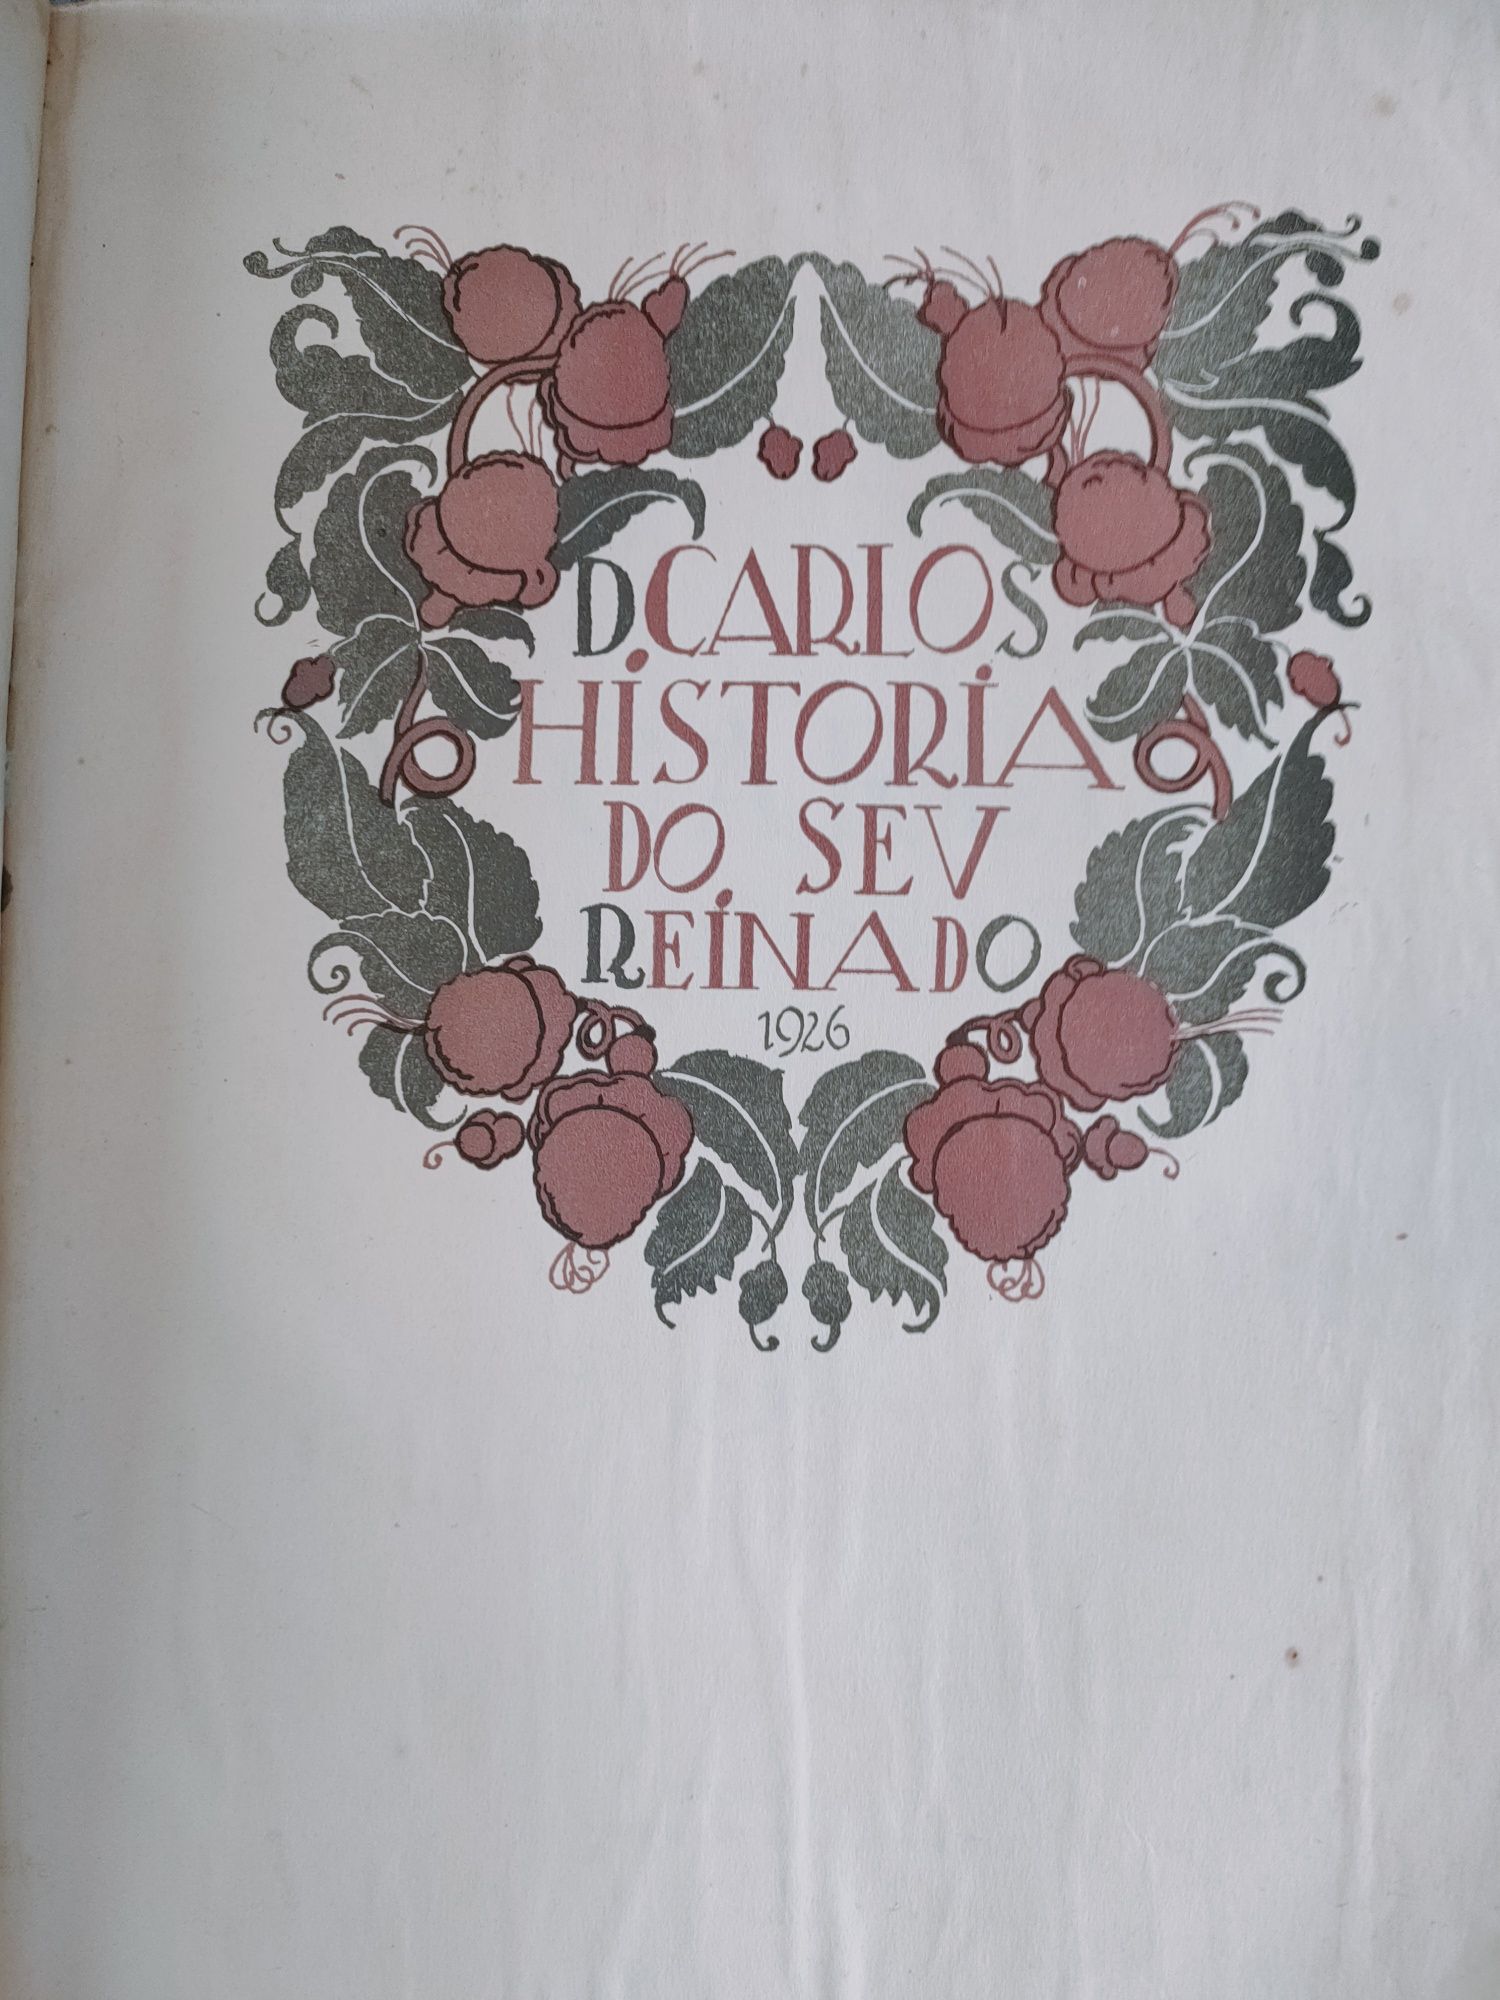 D. CARLOS
HISTORIA
DO SEV
REINADO
1926